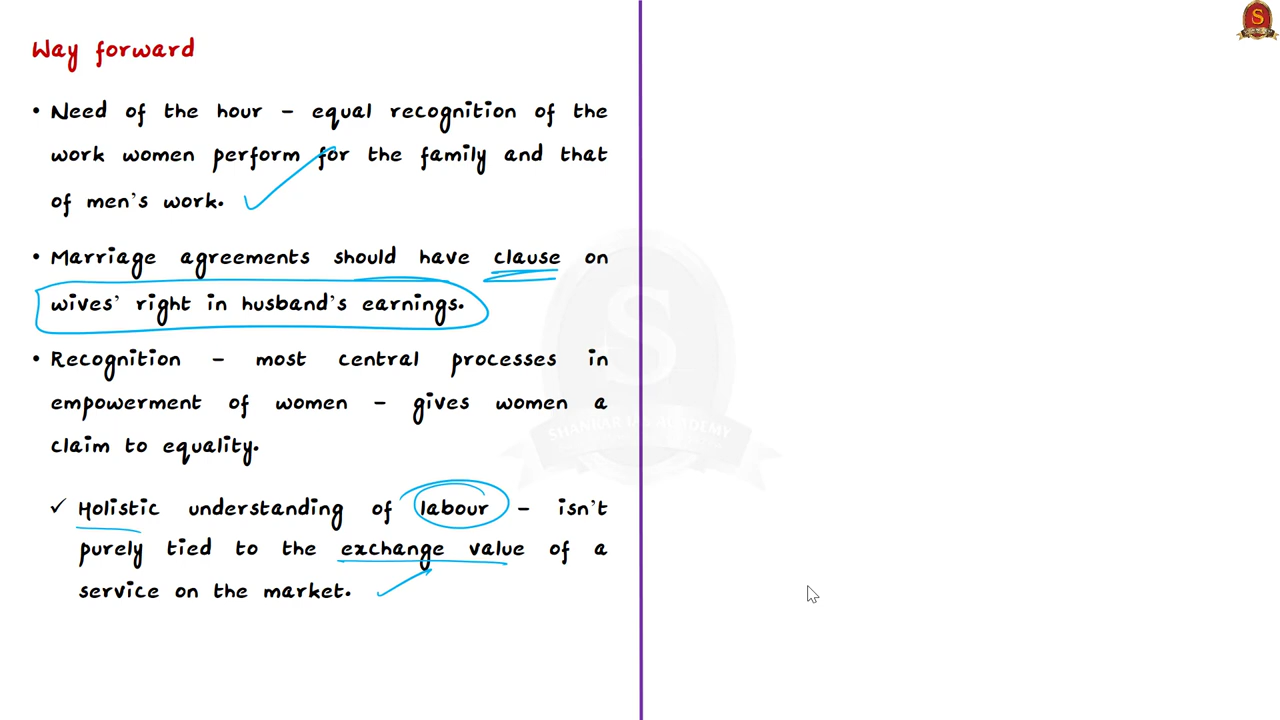 Way forward
• Need of the hour – equal recognition of the
work women perform for the family and that
of men's work.
• Marriage agreements should have clause on
wives' right in husband's earnings.
• Recognition – most central processes in
empowerment of women – gives women a
claim to equality.
✓ Holistic understanding of labour – isn't
purely tied to the exchange value of a
service on the market.
S
SHANKAR IAS ACADEMY
S